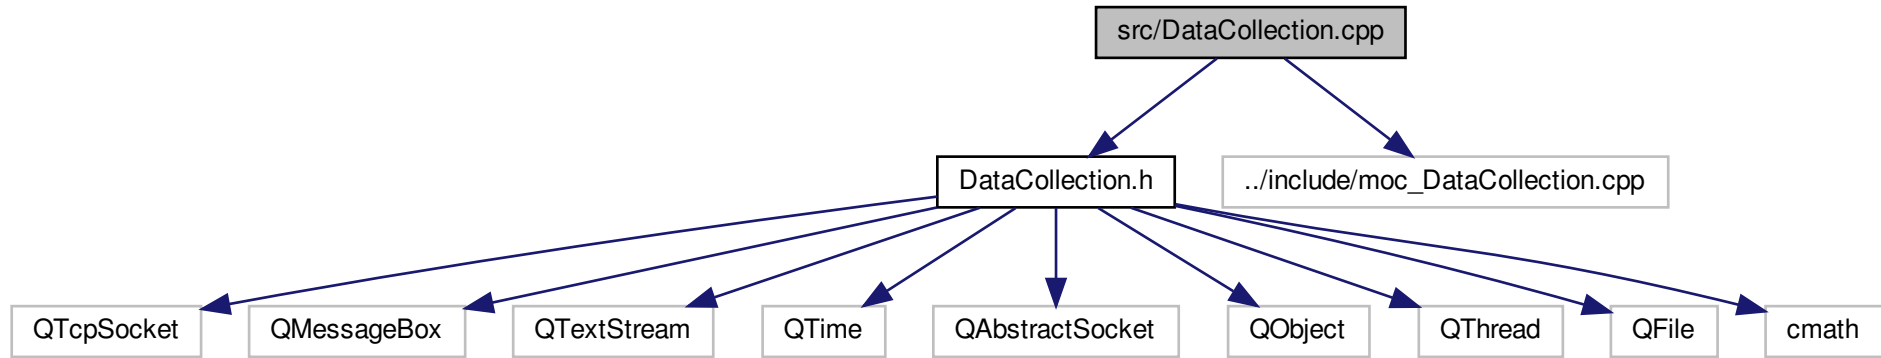 src/DataCollection.cpp
DataCollection.h
../include/moc_DataCollection.cpp
QTcpSocket
QMessageBox
QTextStream
QTime
QAbstractSocket
QObject
QThread
QFile
cmath